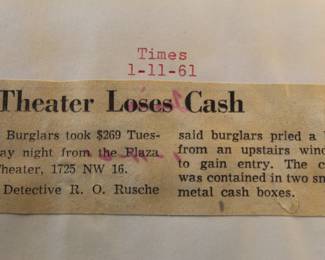 Times
1-11-61
Theater Loses Cash
Burglars took $269 Tues-
ay night from the Plaza
Theater, 1725 NW 16.
Detective R. O. Rusche
said burglars pried a
from an upstairs wind
to gain entry. The c
was contained in two sm
metal cash boxes.